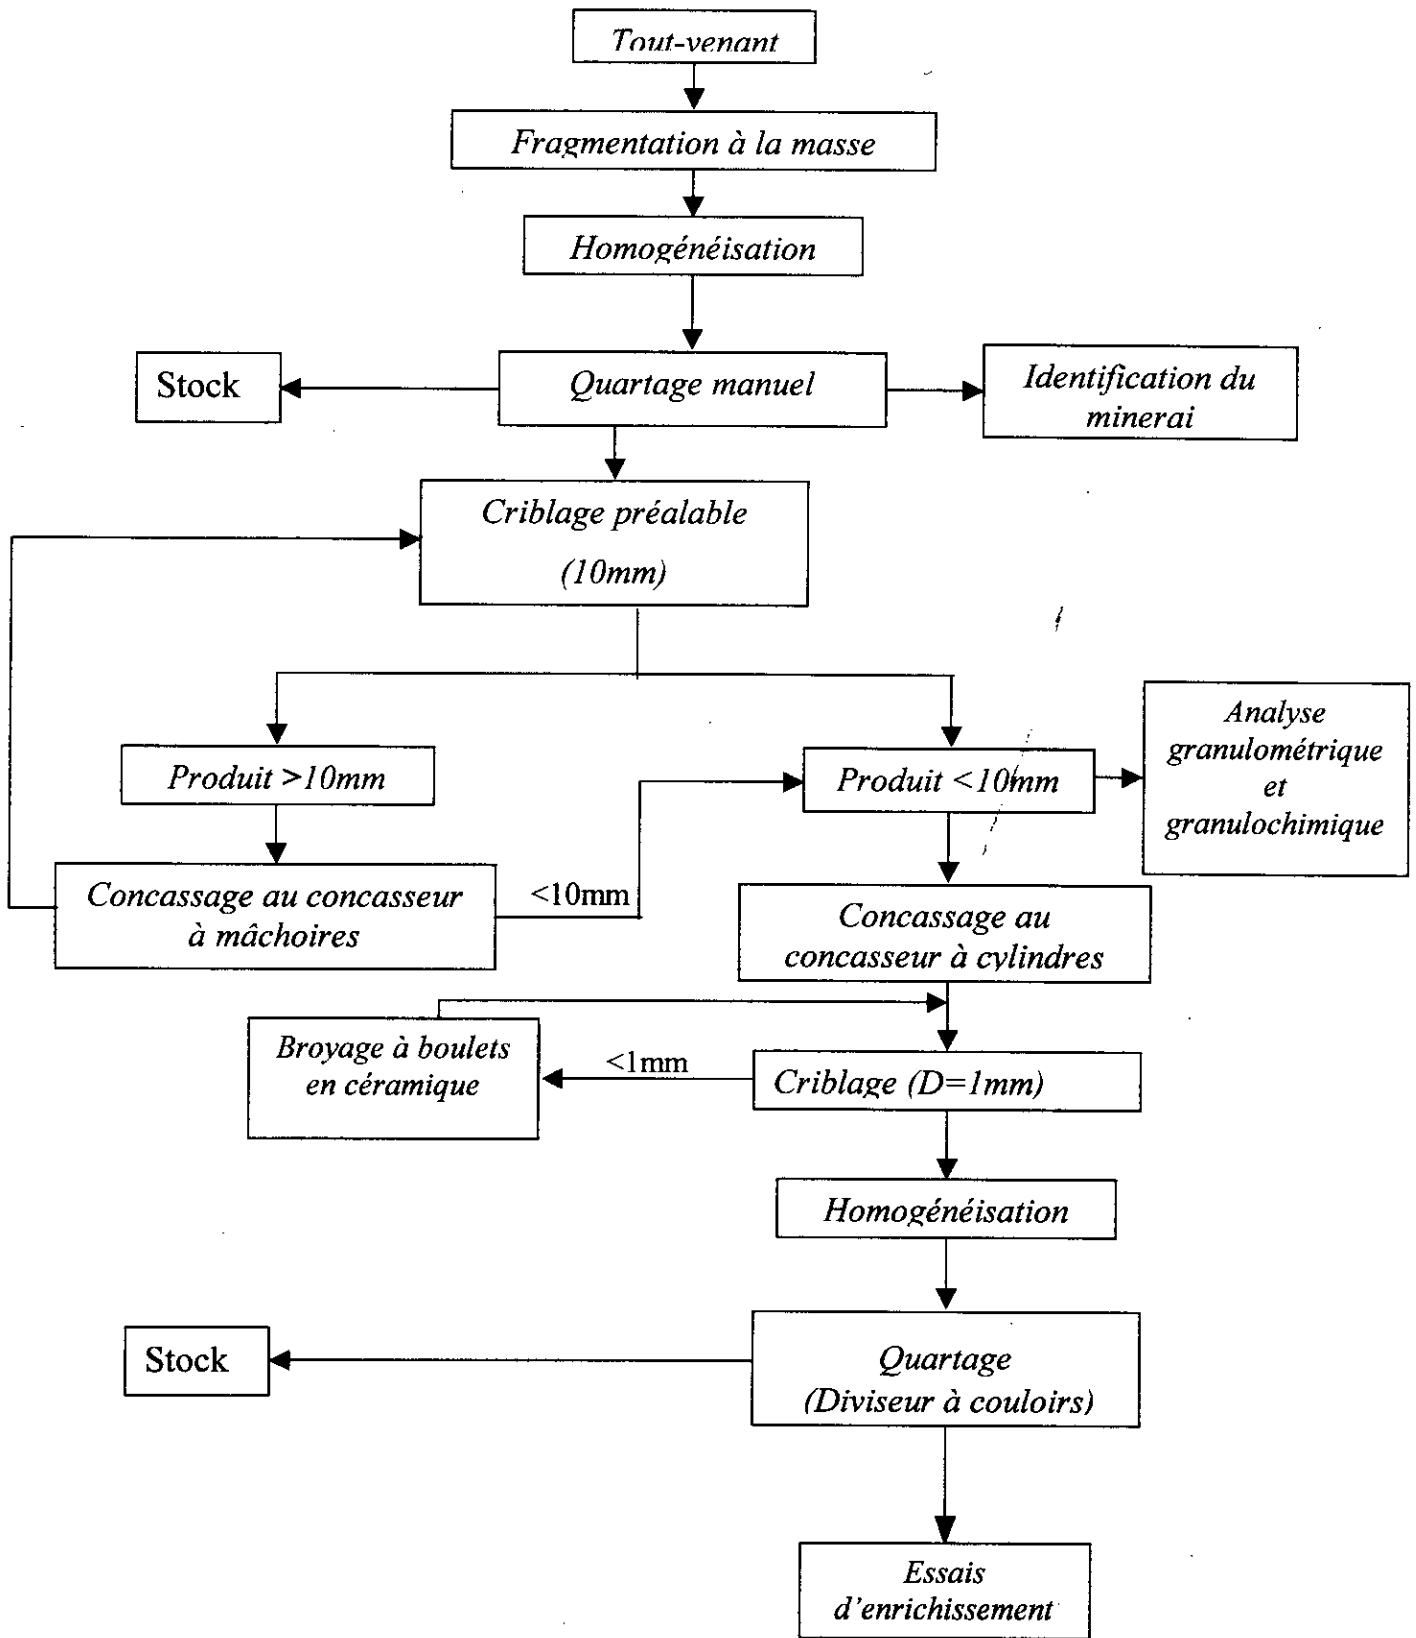 Tout-venant
Fragmentation à la masse
Homogénéisation
Stock
Quartage manuel
Identification du
minerai
Criblage préalable
(10mm)
Produit >10mm
Produit <10mm
Analyse
granulométrique
et
granulochimique
Concassage au concasseur
à mâchoires
<10mm
Concassage au
concasseur à cylindres
Broyage à boulets
en céramique
<1mm
Criblage (D=1mm)
Homogénéisation
Stock
Quartage
(Diviseur à couloirs)
Essais
d'enrichissement